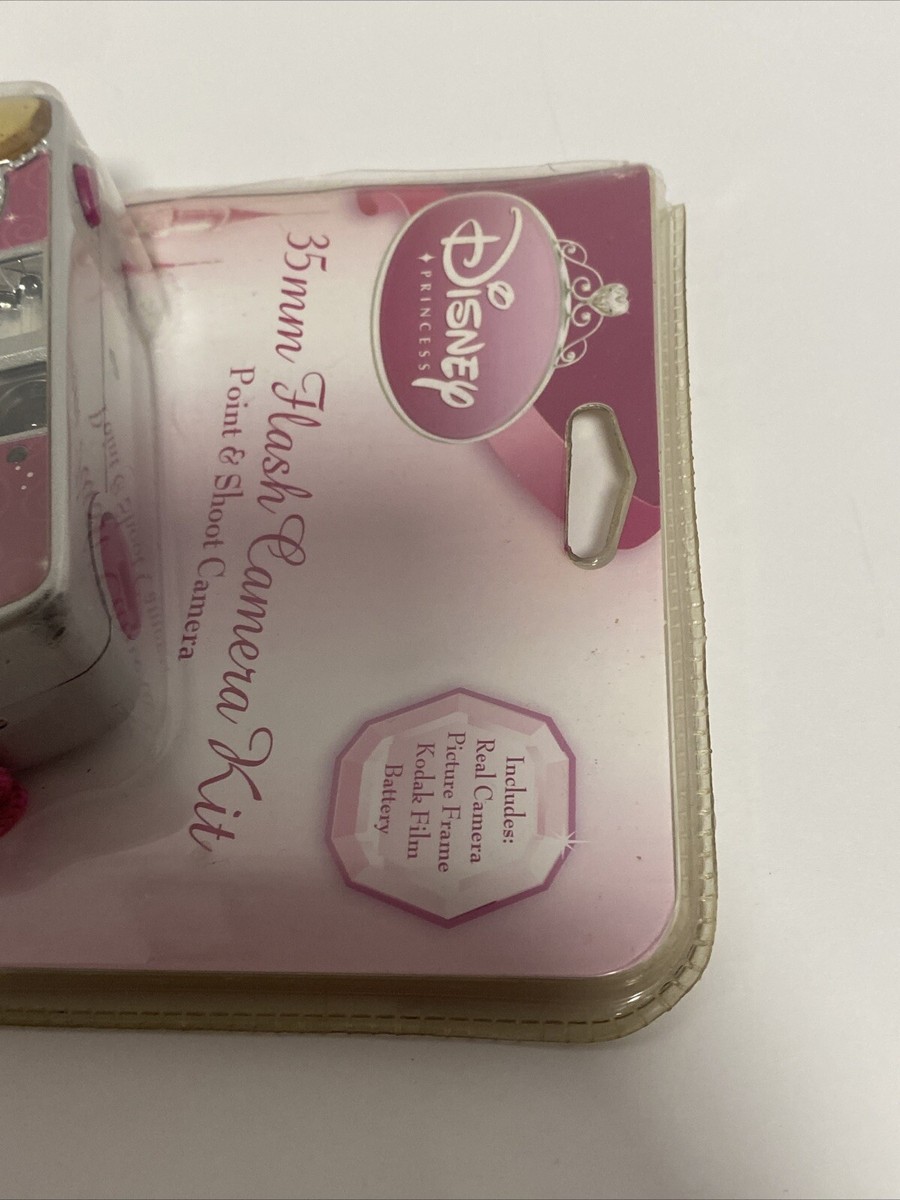 Disney
PRINCESS
35mm Flash Camera Kit
Point & Shoot Camera
Includes:
Real Camera
Picture Frame
Kodak Film
Battery